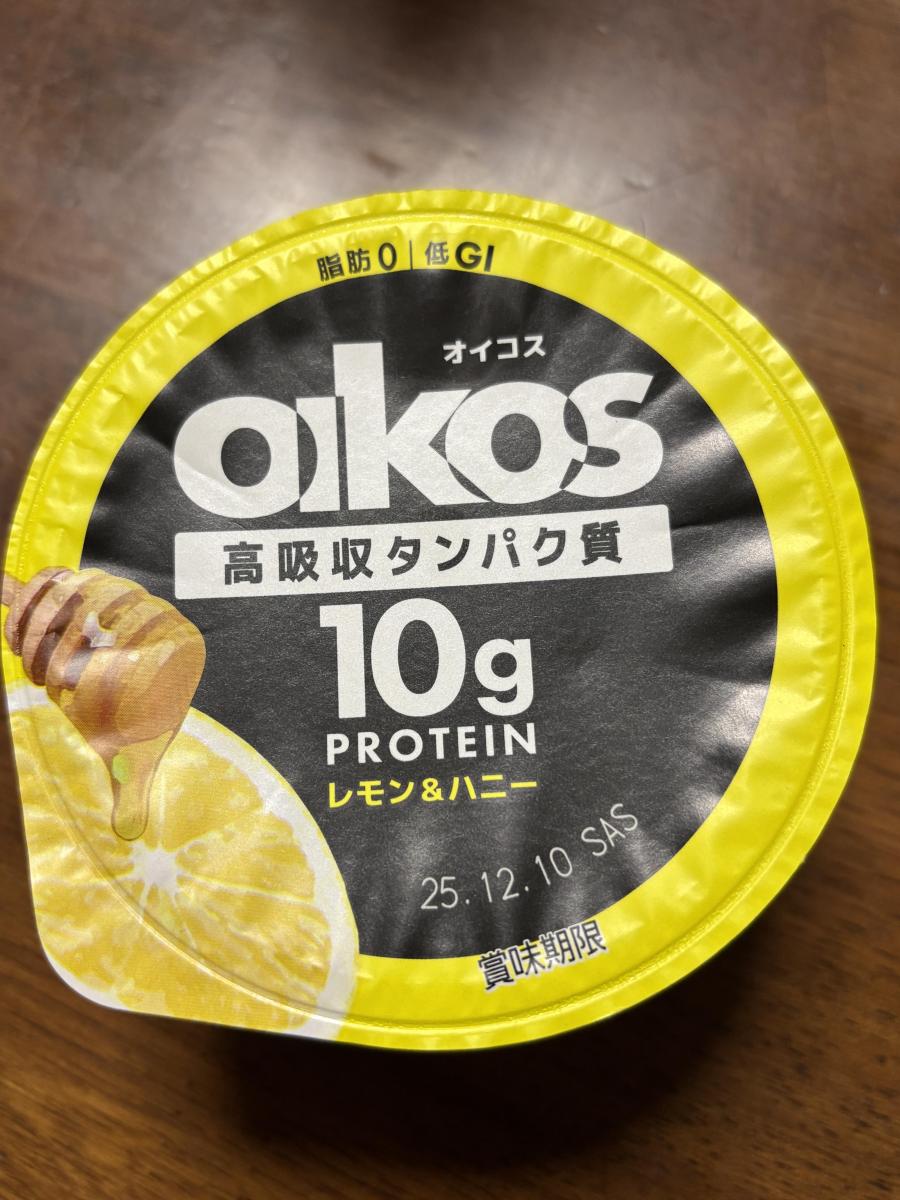 脂肪0｜低GI
オイコス
oikos
高吸収タンパク質
10g
PROTEIN
レモン&ハニー
25.12.10 SAS
賞味期限